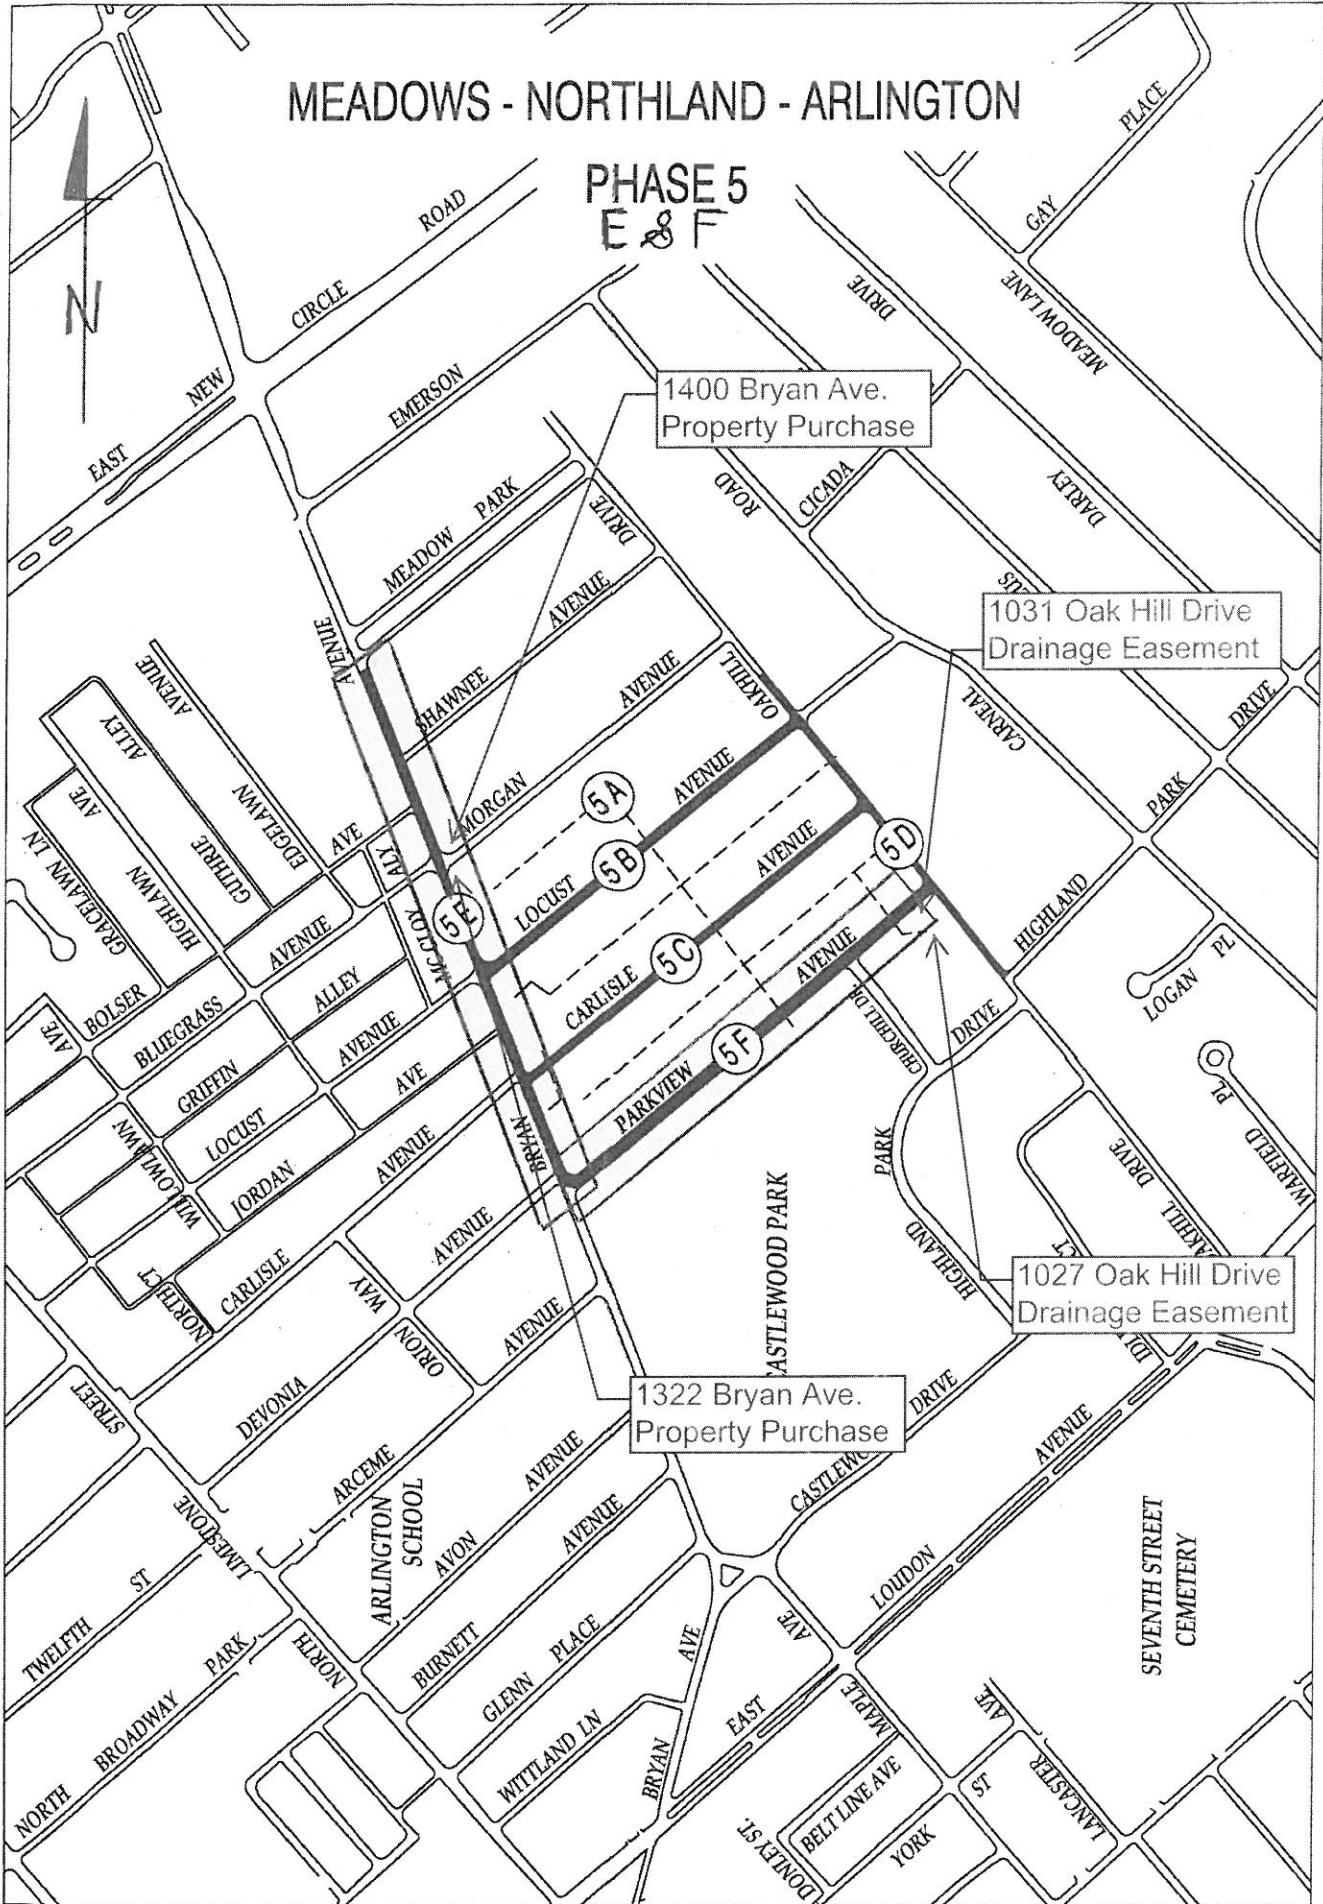 MEADOWS - NORTHLAND - ARLINGTON
PHASE 5
E & F
N
EAST NEW CIRCLE ROAD
PLACE
GAY
MEADOW LANE
DRIVE
EMERSON
1400 Bryan Ave.
Property Purchase
ROAD
CICADA
DARLEY
MEADOW PARK
DRIVE
AVENUE
SHAWNEE AVENUE
1031 Oak Hill Drive
Drainage Easement
DRIVE
AVENUE
ALLEY
AVENUE
MORGAN
OAKHILL
CARNEAL
PARK
HIGHLAND
5A
5B
LOCUST AVENUE
5C
CARLISLE AVENUE
5D
5E
5F
PARKVIEW AVENUE
GRACELAWN LN
HIGHLAWN AVE
GUTHRIE
EDGELAWN
AVE
ALY
MC CLOY
AVE
BOLSER
BLUEGRASS AVENUE
GRIFFIN ALLEY
LOCUST AVENUE
JORDAN AVE
WILLOWLAWN
CHURCHILL DR
DRIVE
LOGAN PL
PL
WARFIELD
BRYAN
PARK
HIGHLAND
DRIVE
OAKHILL
CT
NORTH CT
CARLISLE AVENUE
CASTLEWOOD PARK
1027 Oak Hill Drive
Drainage Easement
WAY
AVENUE
ORION
DEVONIA
AVENUE
STREET
1322 Bryan Ave.
Property Purchase
ARCEME
ARLINGTON
SCHOOL
AVON AVENUE
DRIVE
AVENUE
LOUDON
LIMESTONE
NORTH
TWELFTH ST
BURNETT AVENUE
GLENN PLACE
SEVENTH STREET
CEMETERY
NORTH BROADWAY PARK
WITTLAND LN
BRYAN AVE
EAST
MAPLE AVE
BELT LINE AVE
DONLEY ST.
YORK ST
LANCASTER AVE